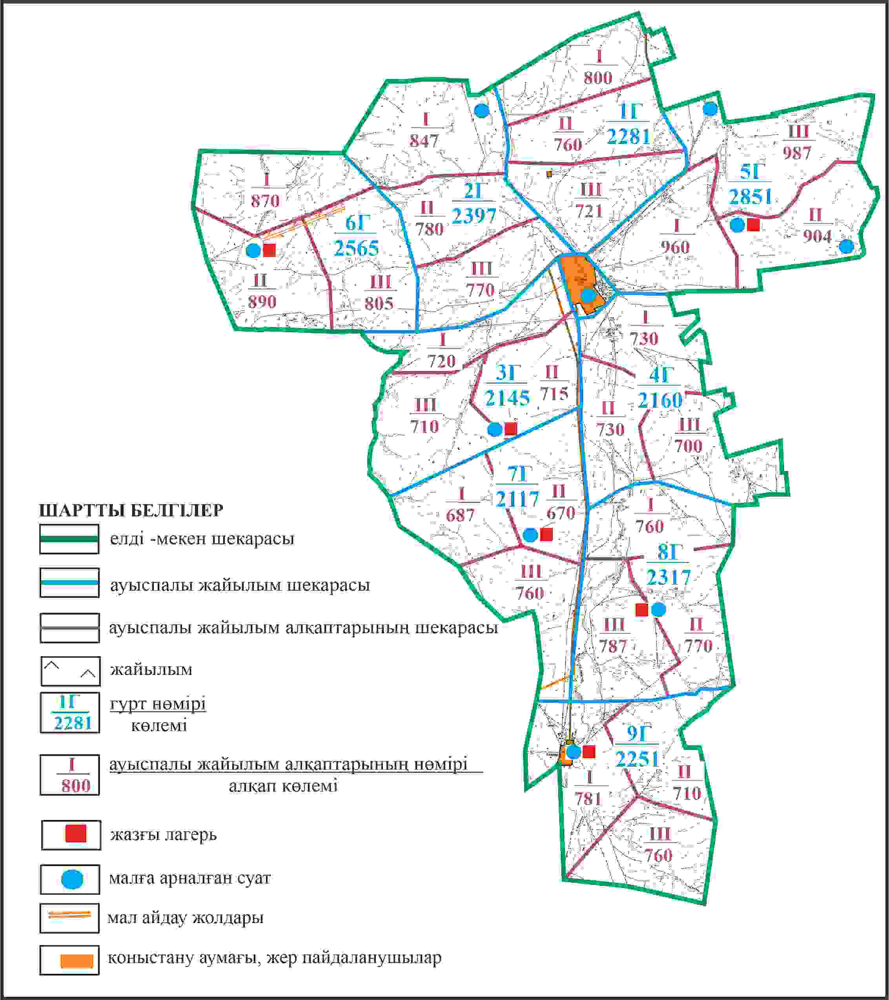 I
800
II
760
1Г
2281
III
721
I
847
2Г
2397
II
780
III
770
I
870
6Г
2565
II
890
III
805
III
987
5Г
2851
II
904
I
960
I
720
3Г
2145
II
715
III
710
I
730
4Г
2160
II
730
III
700
7Г
2117
I
687
II
670
III
760
I
760
8Г
2317
III
787
II
770
9Г
2251
I
781
II
710
III
760
ШАРТТЫ БЕЛГІЛЕР
елді -мекен шекарасы
ауыспалы жайылым шекарасы
ауыспалы жайылым алқаптарының шекарасы
жайылым
1Г
2281
гурт нөмірі
көлемі
I
800
ауыспалы жайылым алқаптарының нөмірі
алқап көлемі
жазғы лагерь
малға арналған суат
мал айдау жолдары
қоныстану аумағы, жер пайдаланушылар